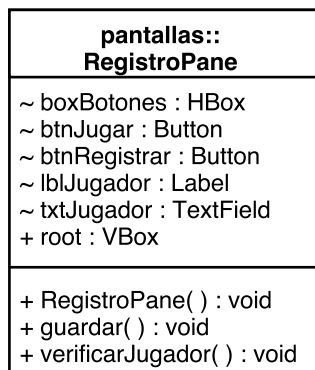 pantallas::
RegistroPane
~ boxBotones : HBox
~ btnJugar : Button
~ btnRegistrar : Button
~ lblJugador : Label
~ txtJugador : TextField
+ root : VBox
+ RegistroPane( ) : void
+ guardar( ) : void
+ verificarJugador( ) : void